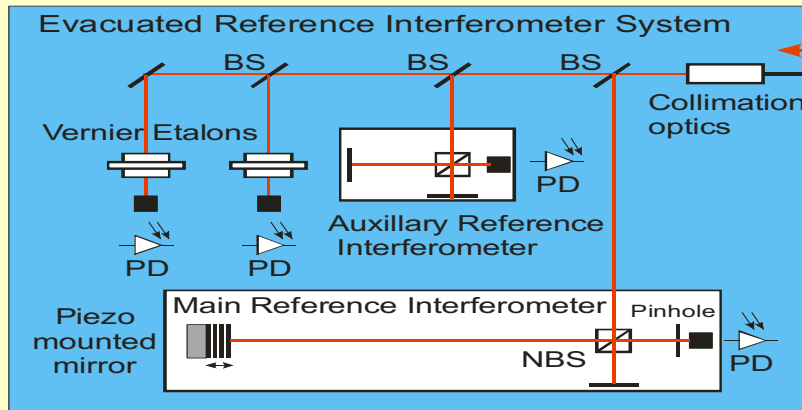 Evacuated Reference Interferometer System
BS
BS
BS
Collimation
optics
Vernier Etalons
PD
PD
PD
Auxillary Reference
Interferometer
Main Reference Interferometer
Pinhole
Piezo
mounted
mirror
NBS
PD